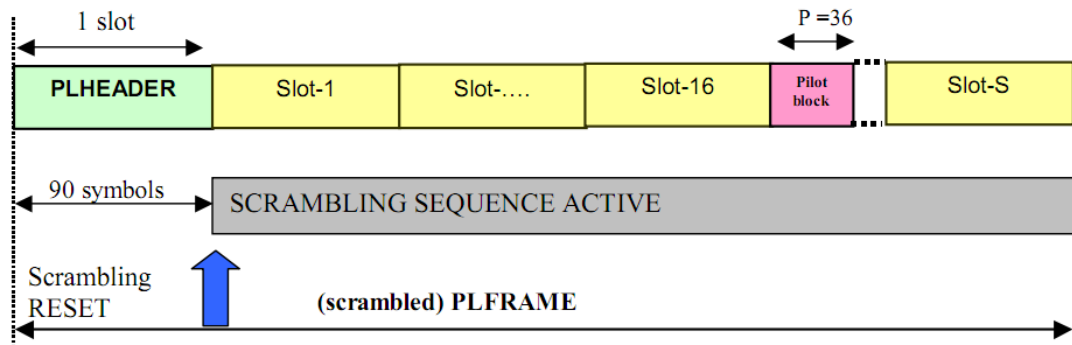 1 slot
P =36
PLHEADER
Slot-1
Slot-....
Slot-16
Pilot
block
Slot-S
90 symbols
SCRAMBLING SEQUENCE ACTIVE
Scrambling
RESET
(scrambled) PLFRAME